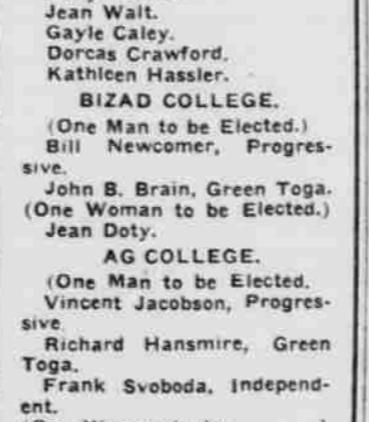 Jean Walt.
Gayle Caley.
Dorcas Crawford.
Kathleen Hassler.
BIZAD COLLEGE.
(One Man to be Elected.)
Bill Newcomer, Progres-
sive.
John B. Brain, Green Toga.
(One Woman to be Elected.)
Jean Doty.
AG COLLEGE.
(One Man to be Elected.
Vincent Jacobson, Progres-
sive.
Richard Hansmire, Green
Toga.
Frank Svoboda, Independ-
ent.